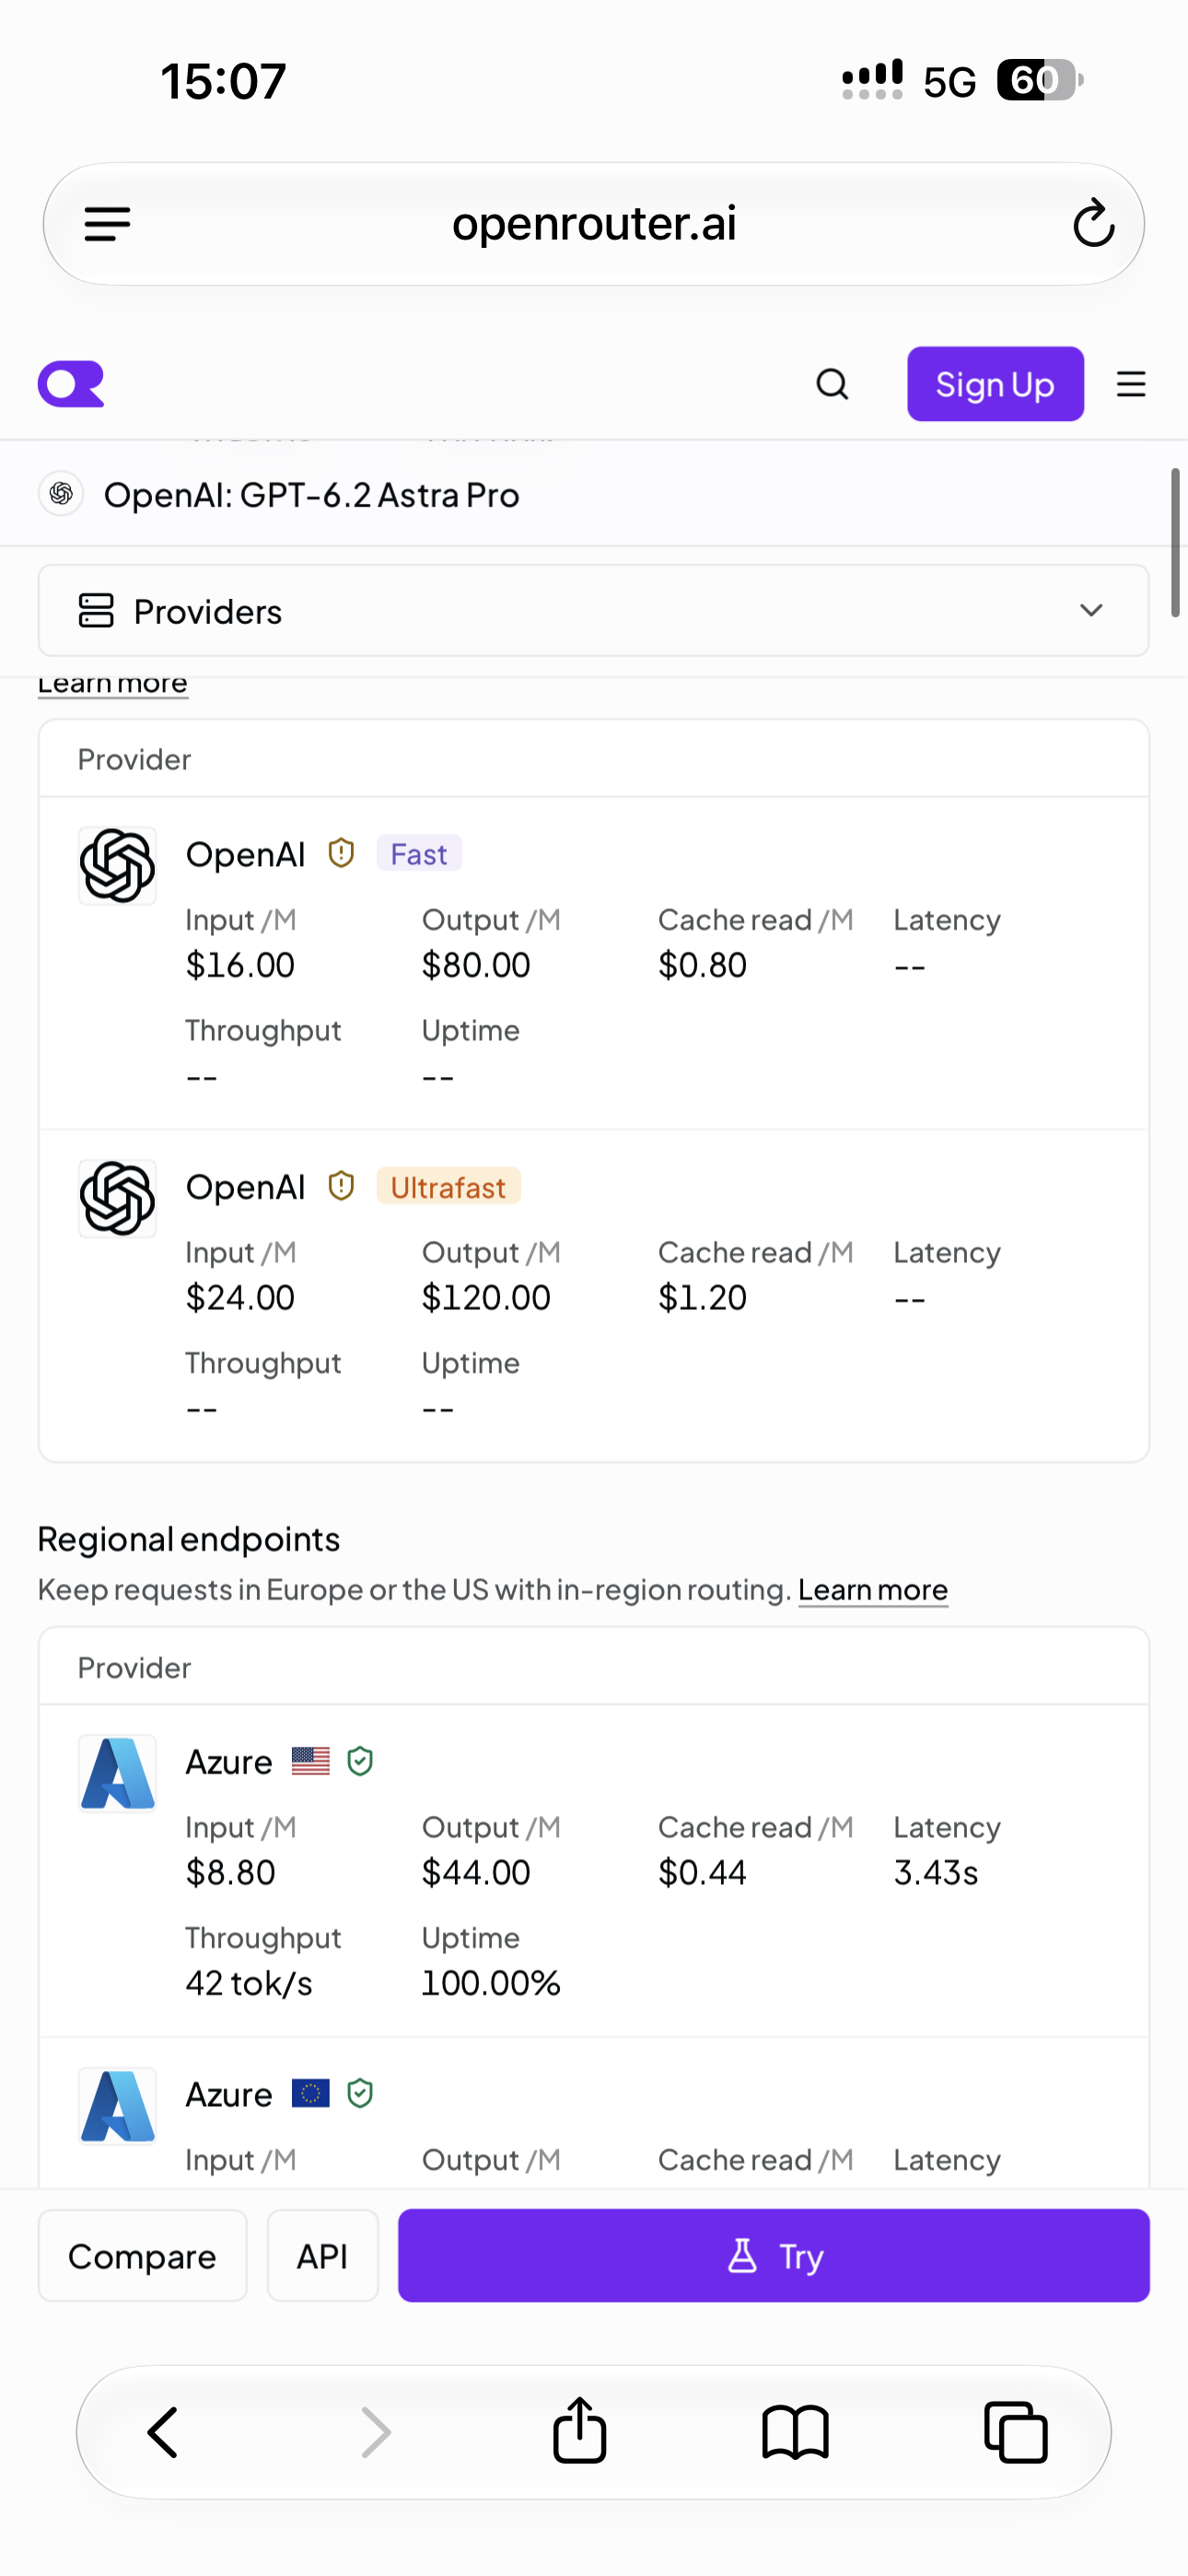 15:07 5G 60
openrouter.ai
Sign Up
OpenAI: GPT-6.2 Astra Pro
Providers
Learn more
Provider
OpenAI Fast
Input /M Output /M Cache read /M Latency
$16.00 $80.00 $0.80 --
Throughput Uptime
-- --
OpenAI Ultrafast
Input /M Output /M Cache read /M Latency
$24.00 $120.00 $1.20 --
Throughput Uptime
-- --
Regional endpoints
Keep requests in Europe or the US with in-region routing. Learn more
Provider
Azure
Input /M Output /M Cache read /M Latency
$8.80 $44.00 $0.44 3.43s
Throughput Uptime
42 tok/s 100.00%
Azure
Input /M Output /M Cache read /M Latency
Compare API Try